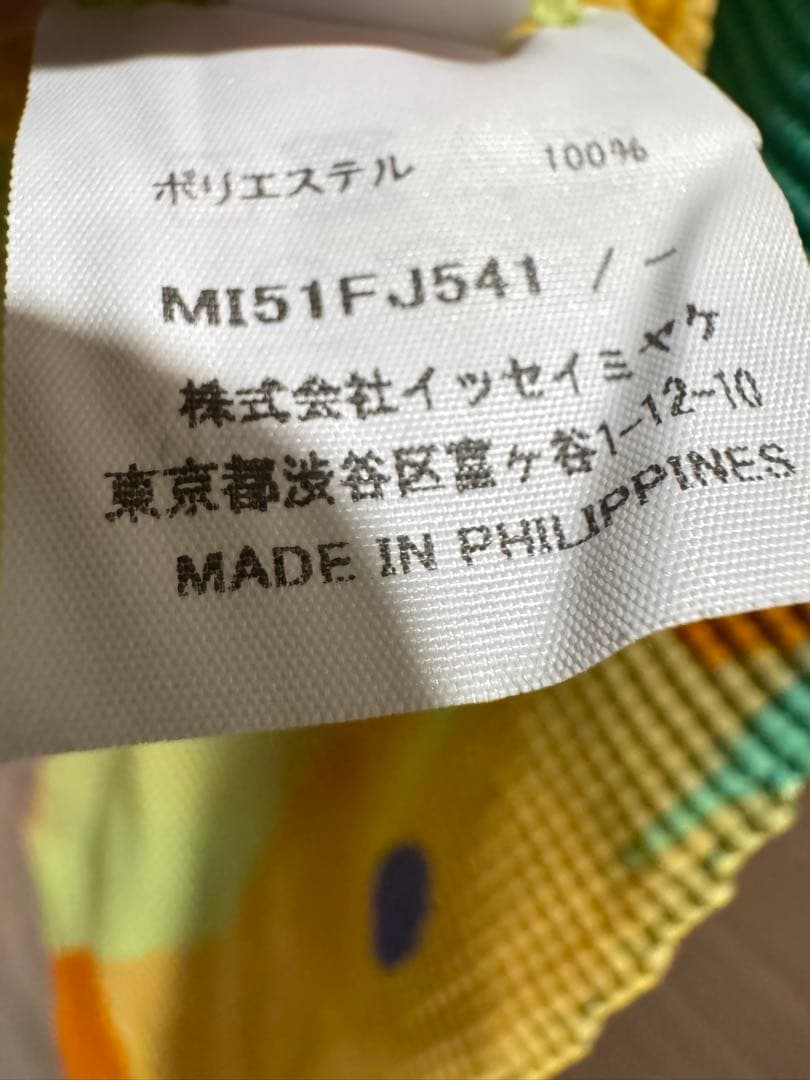 ポリエステル 100%
MI51FJ541 / -
株式会社イッセイミヤケ
東京都渋谷区富ヶ谷1-12-10
MADE IN PHILIPPINES